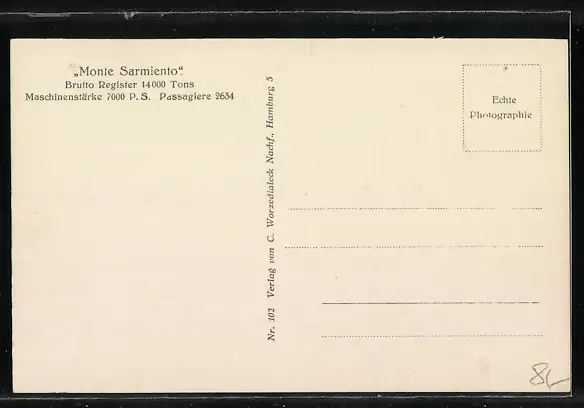 „Monte Sarmiento“.
Brutto Register 14000 Tons
Maschinenstärke 7000 P. S. Passagiere 2634
Nr. 102 Verlag von C. Worzedialeck Nachf., Hamburg 5
Echte
Photographie
8,-